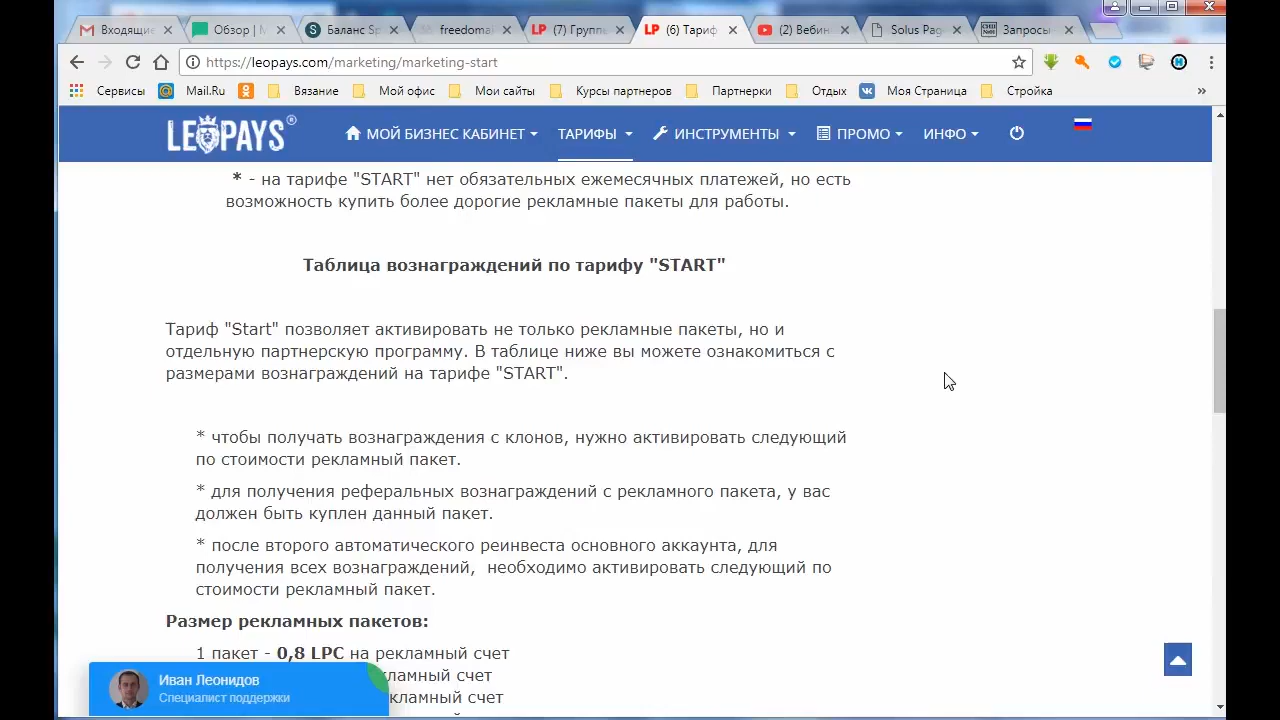 Входящие
Обзор | М
Баланс Sp
freedoma
(7) Группе
(6) Тариф
(2) Вебин
Solus Pag
Запросы
https://leopays.com/marketing/marketing-start
Сервисы
Mail.Ru
Вязание
Мой офис
Мои сайты
Курсы партнеров
Партнерки
Отдых
Моя Страница
Стройка
»
LEOPAYS®
МОЙ БИЗНЕС КАБИНЕТ
ТАРИФЫ
ИНСТРУМЕНТЫ
ПРОМО
ИНФО
* - на тарифе "START" нет обязательных ежемесячных платежей, но есть
возможность купить более дорогие рекламные пакеты для работы.
Таблица вознаграждений по тарифу "START"
Тариф "Start" позволяет активировать не только рекламные пакеты, но и
отдельную партнерскую программу. В таблице ниже вы можете ознакомиться с
размерами вознаграждений на тарифе "START".
* чтобы получать вознаграждения с клонов, нужно активировать следующий
по стоимости рекламный пакет.
* для получения реферальных вознаграждений с рекламного пакета, у вас
должен быть куплен данный пакет.
* после второго автоматического реинвеста основного аккаунта, для
получения всех вознаграждений, необходимо активировать следующий по
стоимости рекламный пакет.
Размер рекламных пакетов:
1 пакет - 0,8 LPC на рекламный счет
кламный счет
кламный счет
Иван Леонидов
Специалист поддержки